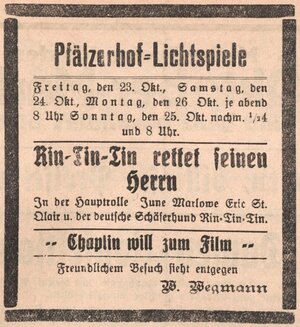 Pfälzerhof-Lichtspiele
Freitag, den 23. Okt., Samstag, den
24. Okt., Montag, den 26 Okt. je abend
8 Uhr Sonntag, den 25. Okt. nachm. 1/24
und 8 Uhr.
Rin-Tin-Tin rettet seinen
Herrn
In der Hauptrolle June Marlowe Eric St.
Olair u. der deutsche Schäferhund Rin-Tin-Tin.
-- Chaplin will zum Film --
Freundlichem Besuch sieht entgegen
W. Wegmann